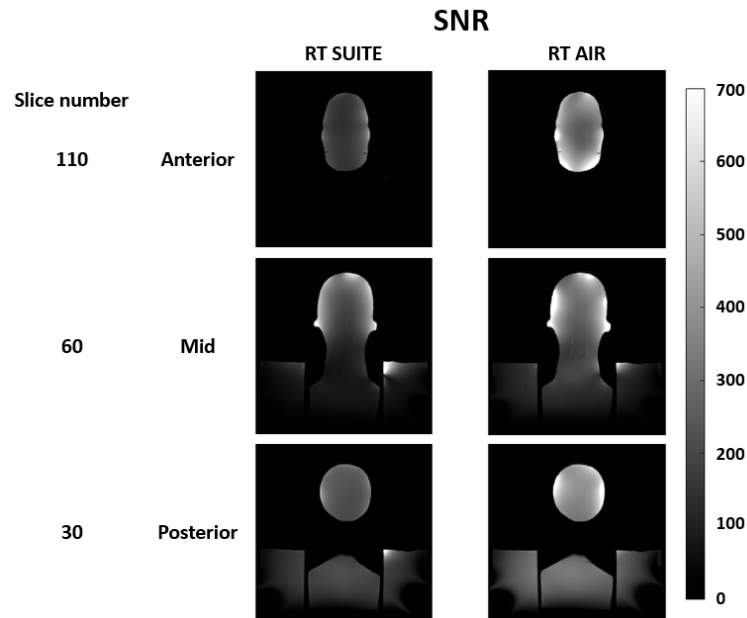 SNR
RT SUITE RT AIR
Slice number
110 Anterior
60 Mid
30 Posterior
700
600
500
400
300
200
100
0